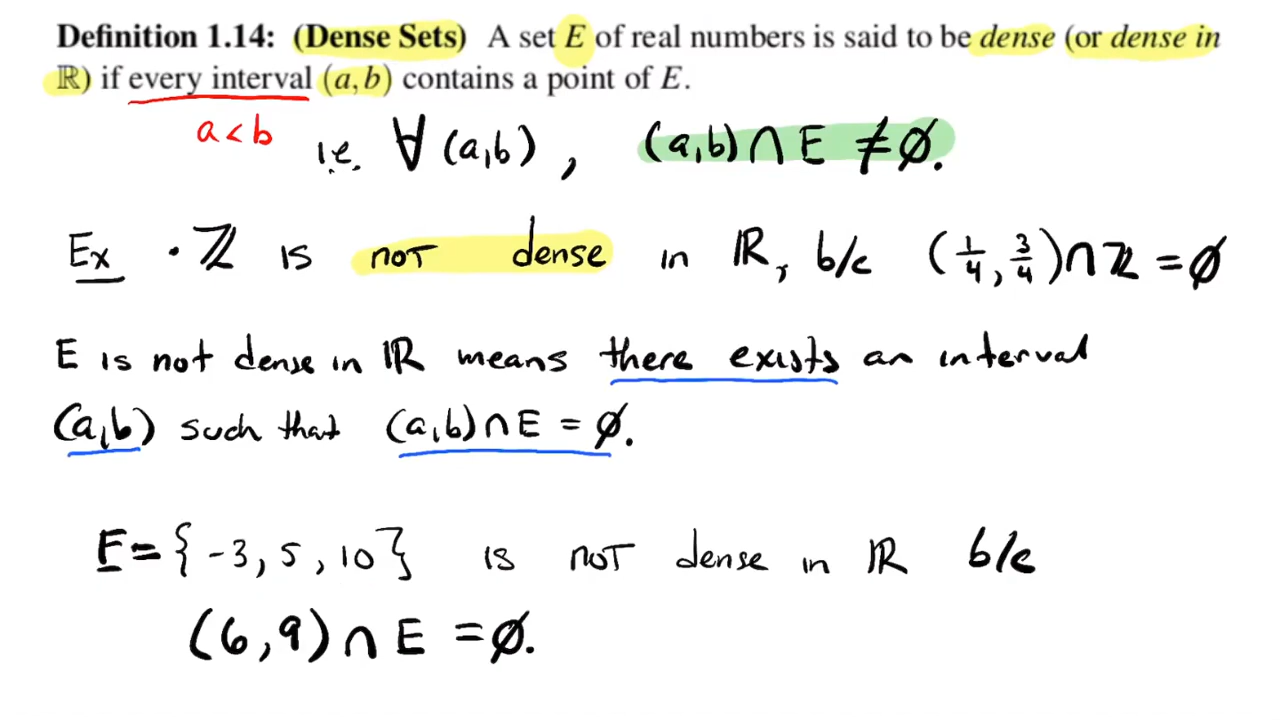 Definition 1.14: (Dense Sets) A set E of real numbers is said to be dense (or dense in
ℝ) if every interval (a, b) contains a point of E.
a < b
i.e. ∀ (a,b), (a,b) ∩ E ≠ ∅.
Ex · ℤ is not dense in ℝ, b/c (1/4, 3/4) ∩ ℤ = ∅
E is not dense in ℝ means there exists an interval
(a,b) such that (a,b) ∩ E = ∅.
E = {-3, 5, 10} is not dense in ℝ b/c
(6, 9) ∩ E = ∅.